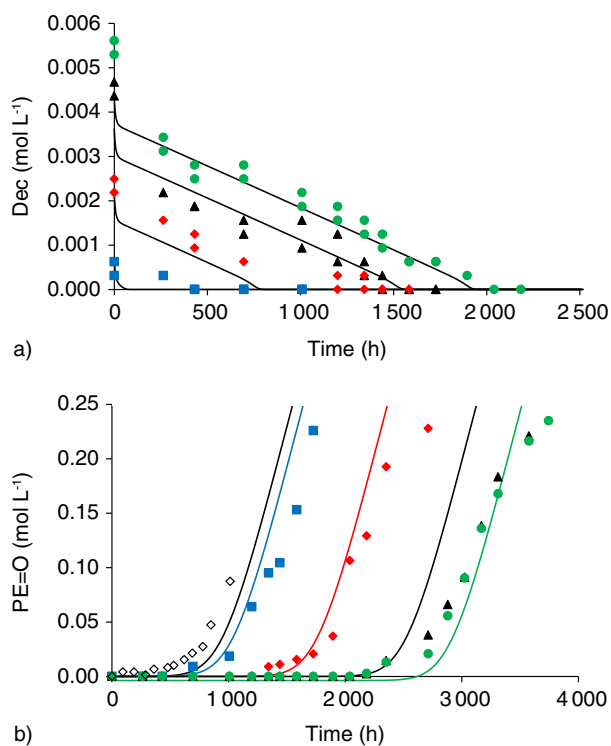 0.006
0.005
0.004
0.003
0.002
0.001
0.000
Dec (mol L-1)
0 500 1 000 1 500 2 000 2 500
Time (h)
a)
0.25
0.20
0.15
0.10
0.05
0.00
PE=O (mol L-1)
0 1 000 2 000 3 000 4 000
Time (h)
b)